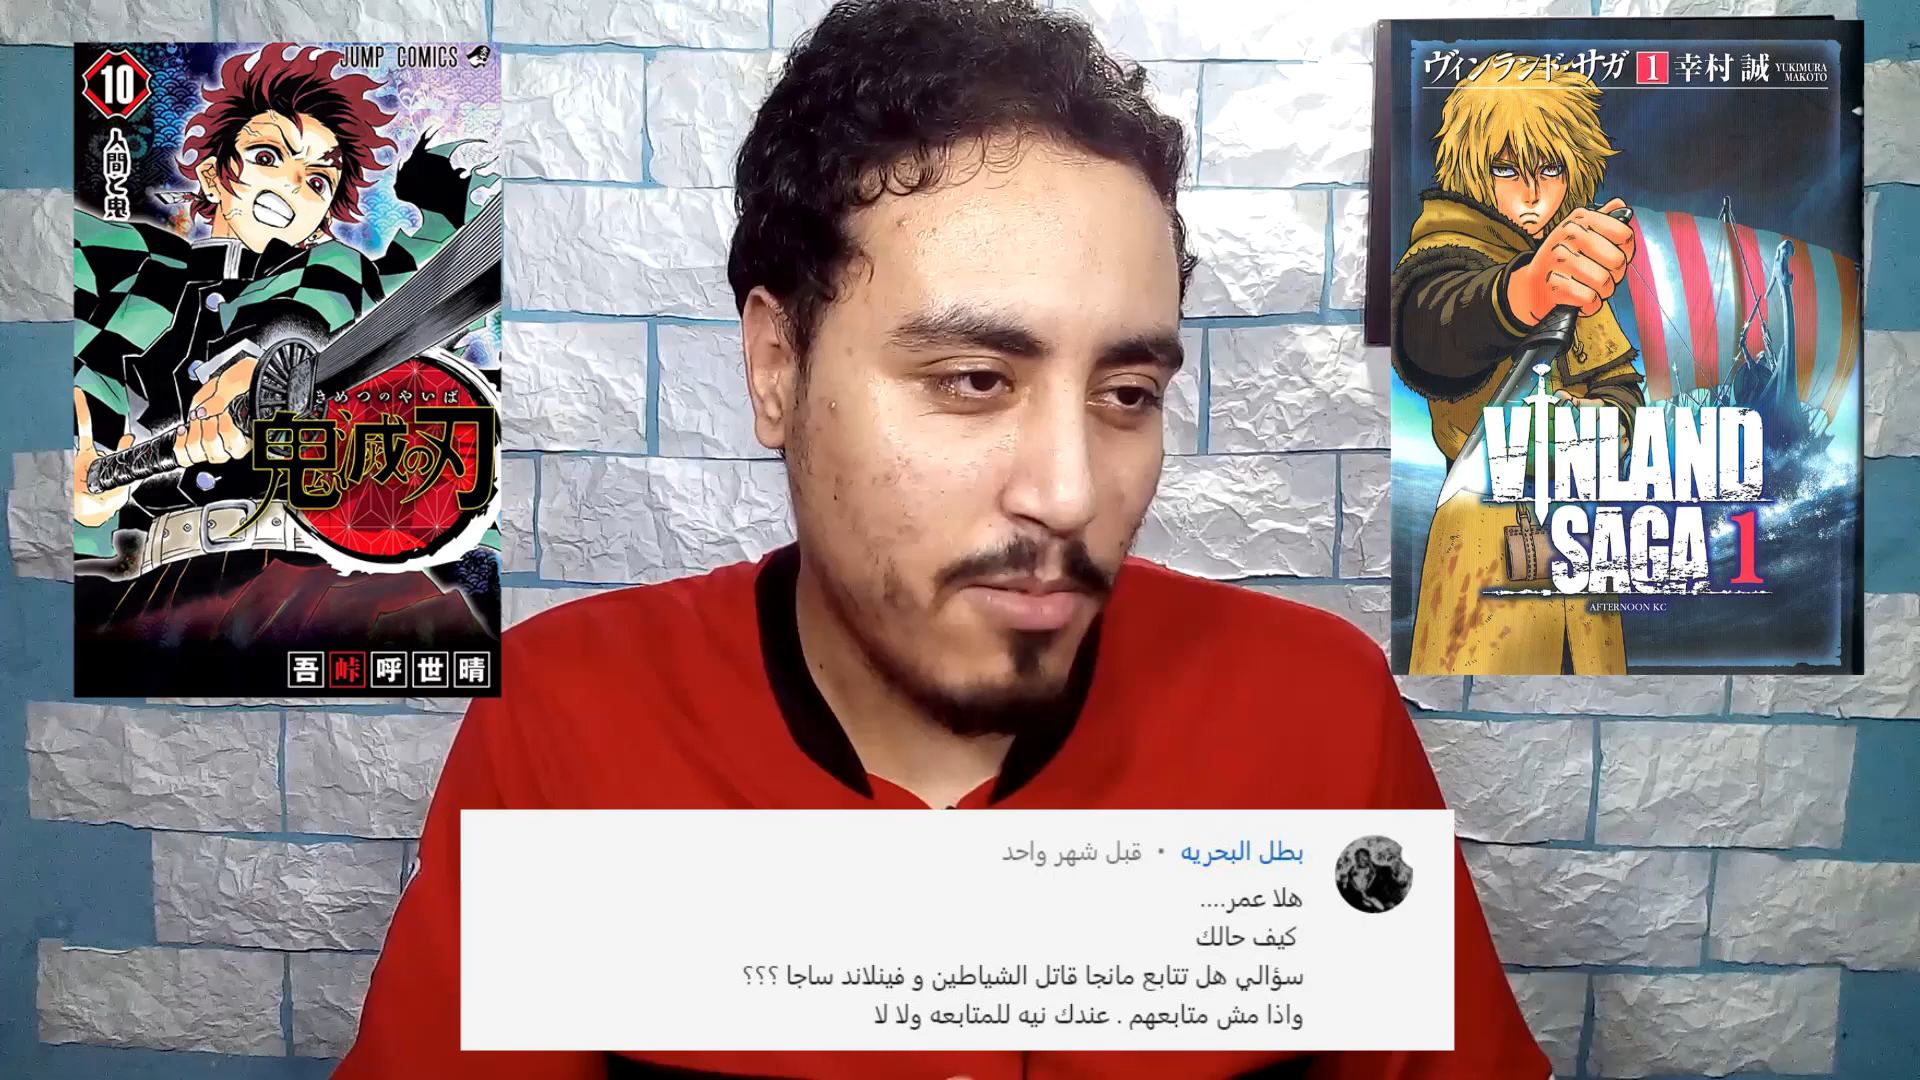 JUMP COMICS
10
人間と鬼
きめつのやいば
鬼滅の刃
吾峠呼世晴
ヴィンランド・サガ 1 幸村誠 YUKIMURA MAKOTO
VINLAND
SAGA 1
AFTERNOON KC
بطل البحريه • قبل شهر واحد
هلا عمر....
كيف حالك
سؤالي هل تتابع مانجا قاتل الشياطين و فينلاند ساجا ؟؟؟
واذا مش متابعهم . عندك نيه للمتابعه ولا لا